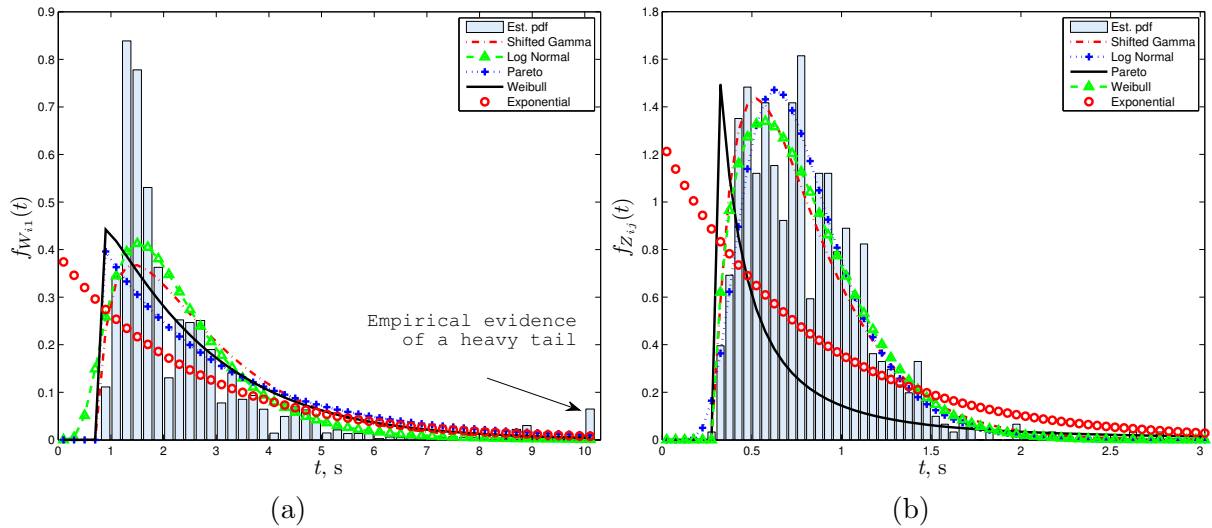 0.9
0.8
0.7
0.6
0.5
0.4
0.3
0.2
0.1
0
f_{W_{i1}}(t)
Est. pdf
Shifted Gamma
Log Normal
Pareto
Weibull
Exponential
Empirical evidence
of a heavy tail
0 1 2 3 4 5 6 7 8 9 10
t, s
(a)
1.8
1.6
1.4
1.2
1
0.8
0.6
0.4
0.2
0
f_{Z_{ij}}(t)
Est. pdf
Shifted Gamma
Log Normal
Pareto
Weibull
Exponential
0 0.5 1 1.5 2 2.5 3
t, s
(b)